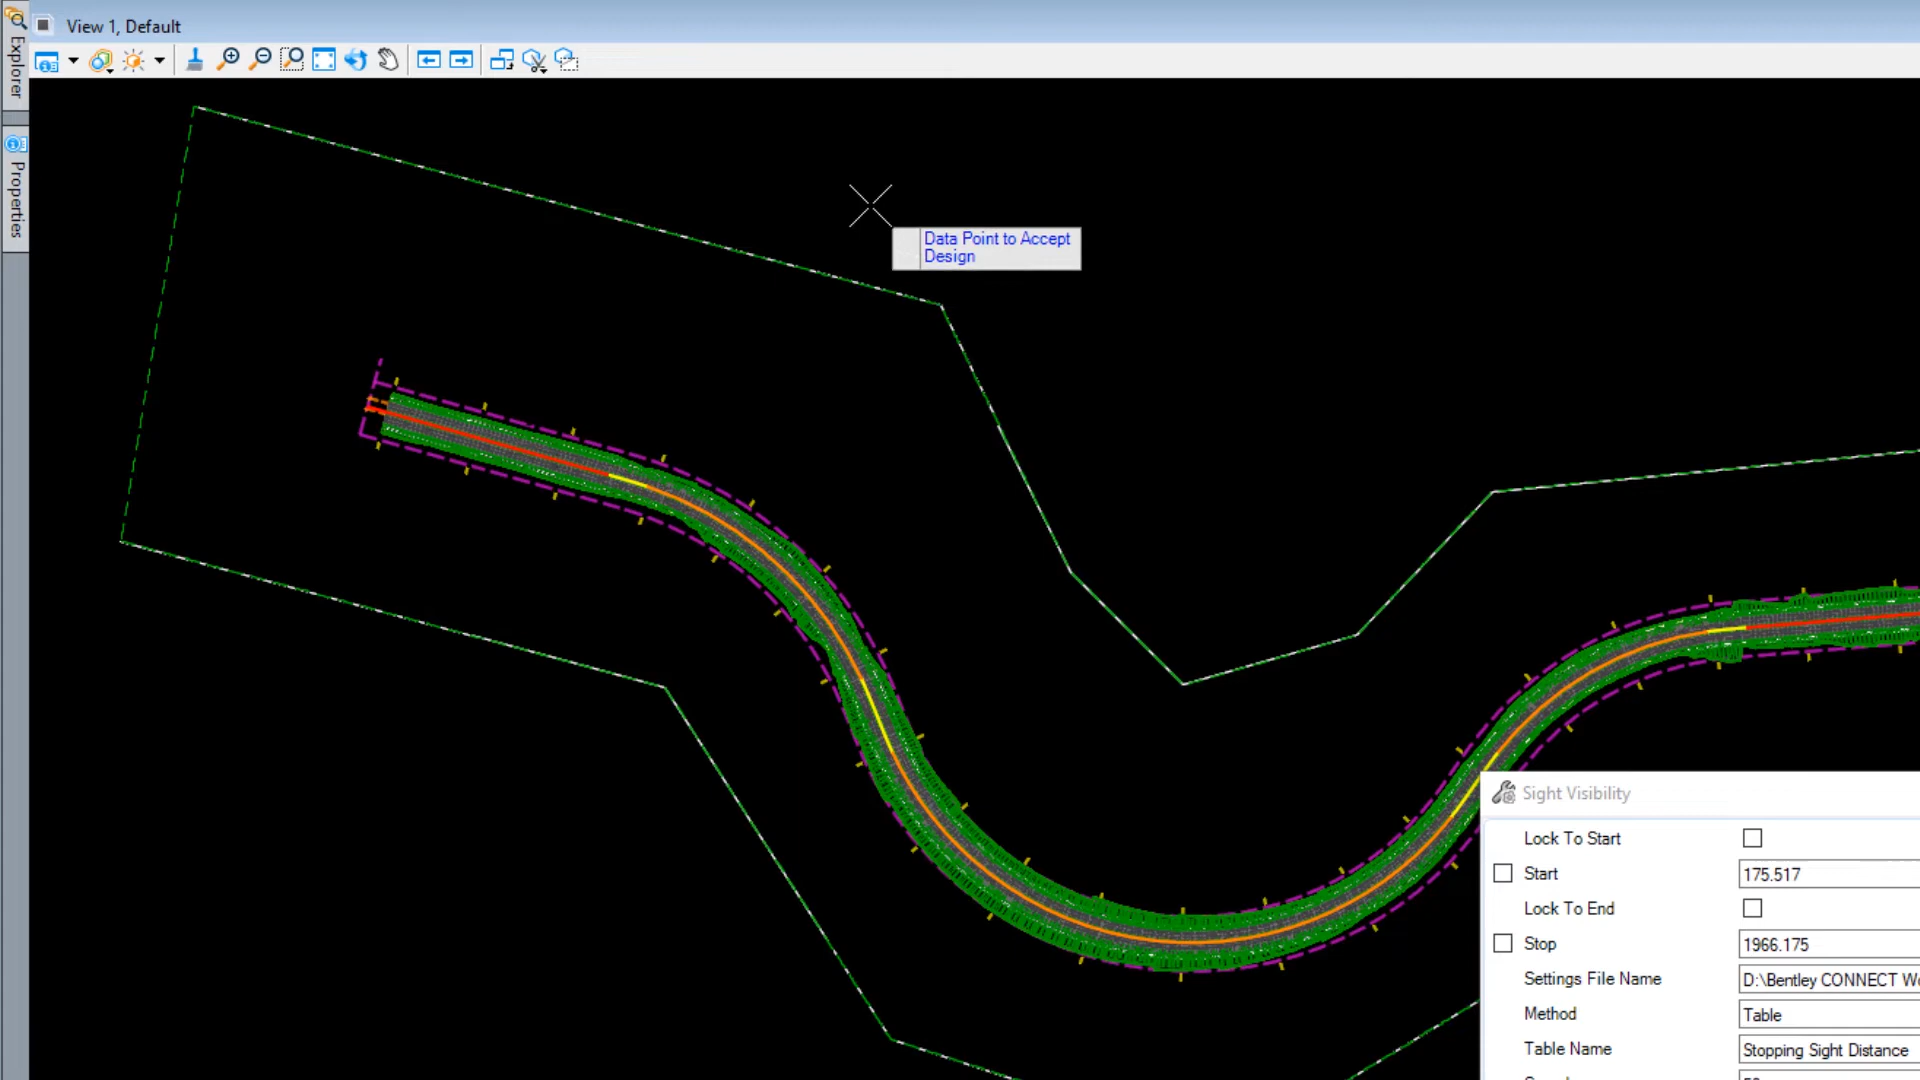 View 1, Default
Explorer
Properties
Data Point to Accept
Design
Sight Visibility
Lock To Start
Start 175.517
Lock To End
Stop 1966.175
Settings File Name D:\Bentley CONNECT
Method Table
Table Name Stopping Sight Distance